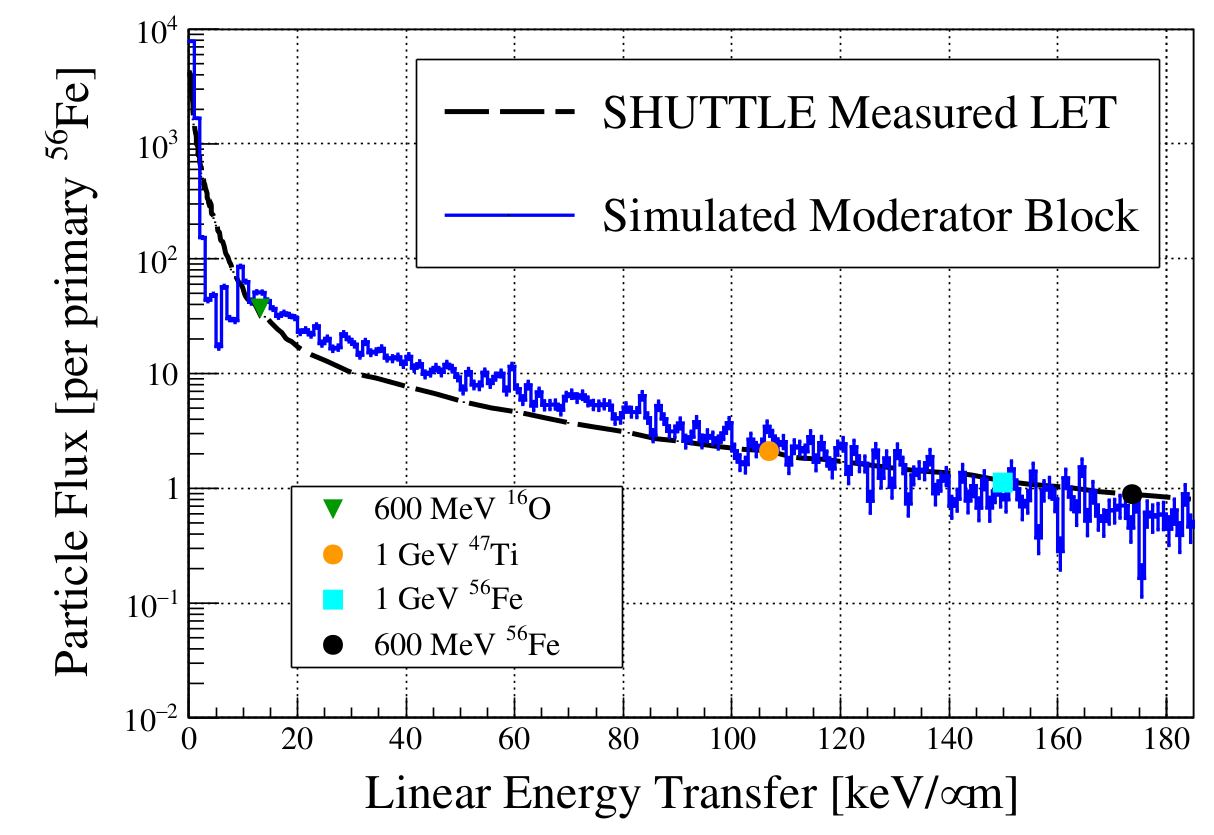 Particle Flux [per primary ⁵⁶Fe]
10⁴
10³
10²
10
1
10⁻¹
10⁻²
SHUTTLE Measured LET
Simulated Moderator Block
600 MeV ¹⁶O
1 GeV ⁴⁷Ti
1 GeV ⁵⁶Fe
600 MeV ⁵⁶Fe
0 20 40 60 80 100 120 140 160 180
Linear Energy Transfer [keV/∝m]